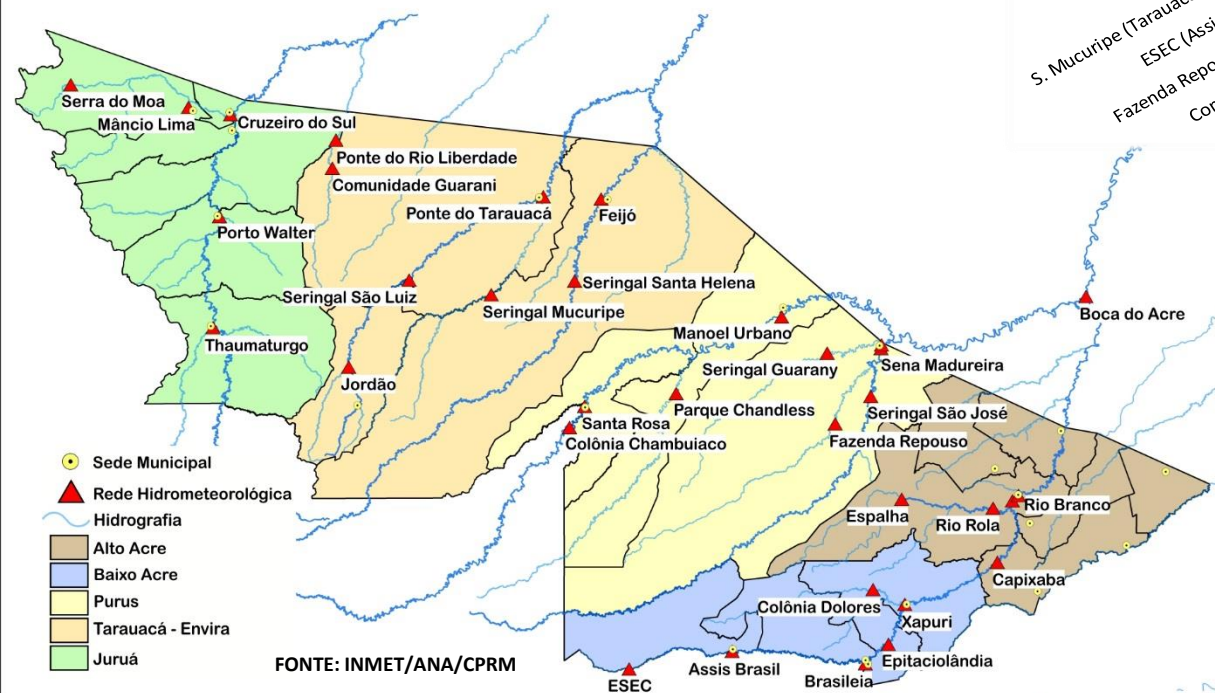 S. Mucuripe (Tarauac
ESEC (Assi
Fazenda Repo
Com
Serra do Moa
Mâncio Lima
Cruzeiro do Sul
Ponte do Rio Liberdade
Comunidade Guarani
Ponte do Tarauacá
Feijó
Porto Walter
Seringal São Luiz
Seringal Mucuripe
Seringal Santa Helena
Thaumaturgo
Jordão
Manoel Urbano
Boca do Acre
Seringal Guarany
Sena Madureira
Parque Chandless
Seringal São José
Santa Rosa
Colônia Chambuiaco
Fazenda Repouso
Espalha
Rio Rola
Rio Branco
Capixaba
Colônia Dolores
Xapuri
Epitaciolândia
Assis Brasil
Brasileia
ESEC
Sede Municipal
Rede Hidrometeorológica
Hidrografia
Alto Acre
Baixo Acre
Purus
Tarauacá - Envira
Juruá
FONTE: INMET/ANA/CPRM